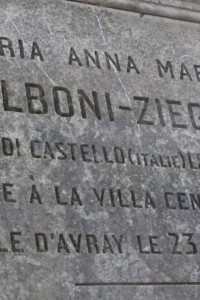 RIA ANNA MAR
LBONI-ZIEG
DI CASTELLO (ITALIE) LE
E À LA VILLA CEN
LE D'AVRAY LE 23